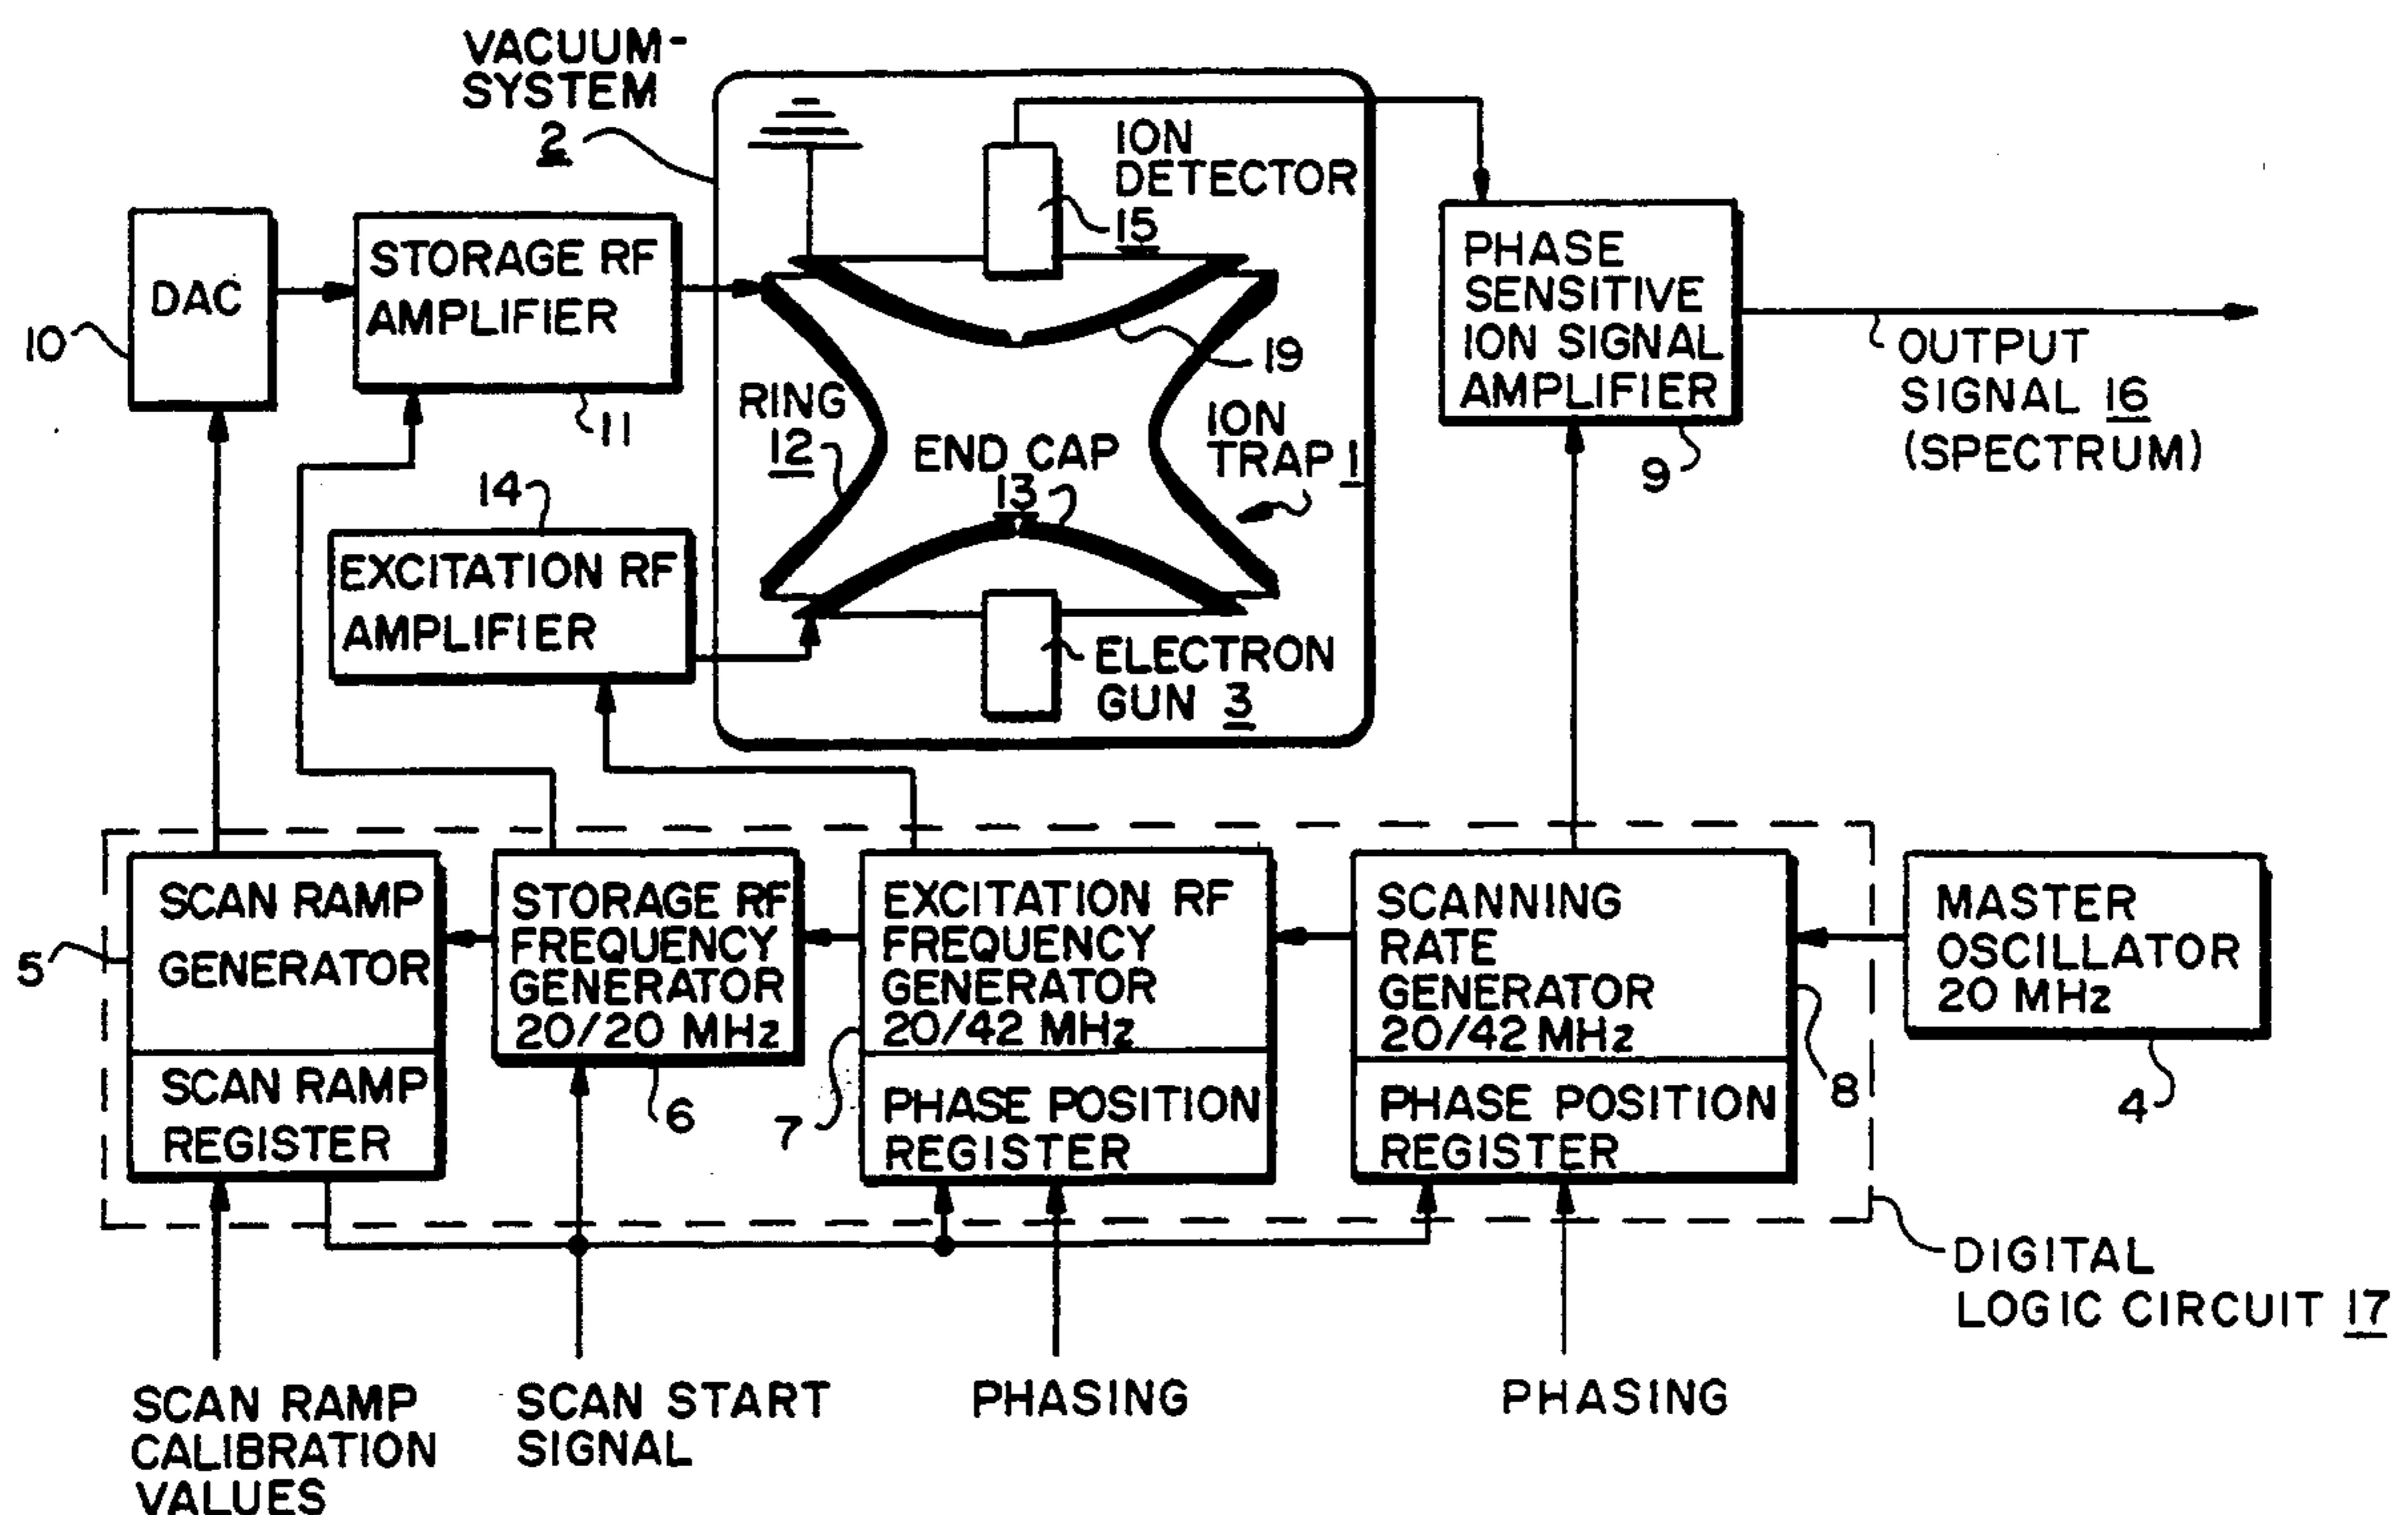 VACUUM-
SYSTEM
2
ION
DETECTOR
15
DAC
10
STORAGE RF
AMPLIFIER
11
PHASE
SENSITIVE
ION SIGNAL
AMPLIFIER
9
OUTPUT
SIGNAL 16
(SPECTRUM)
19
RING
12
END CAP
13
ION
TRAP 1
14
EXCITATION RF
AMPLIFIER
ELECTRON
GUN 3
SCAN RAMP
GENERATOR
5
SCAN RAMP
REGISTER
STORAGE RF
FREQUENCY
GENERATOR
20/20 MHz
6
EXCITATION RF
FREQUENCY
GENERATOR
20/42 MHz
7
PHASE POSITION
REGISTER
SCANNING
RATE
GENERATOR
20/42 MHz
8
PHASE POSITION
REGISTER
MASTER
OSCILLATOR
20 MHz
4
DIGITAL
LOGIC CIRCUIT 17
SCAN RAMP
CALIBRATION
VALUES
SCAN START
SIGNAL
PHASING
PHASING